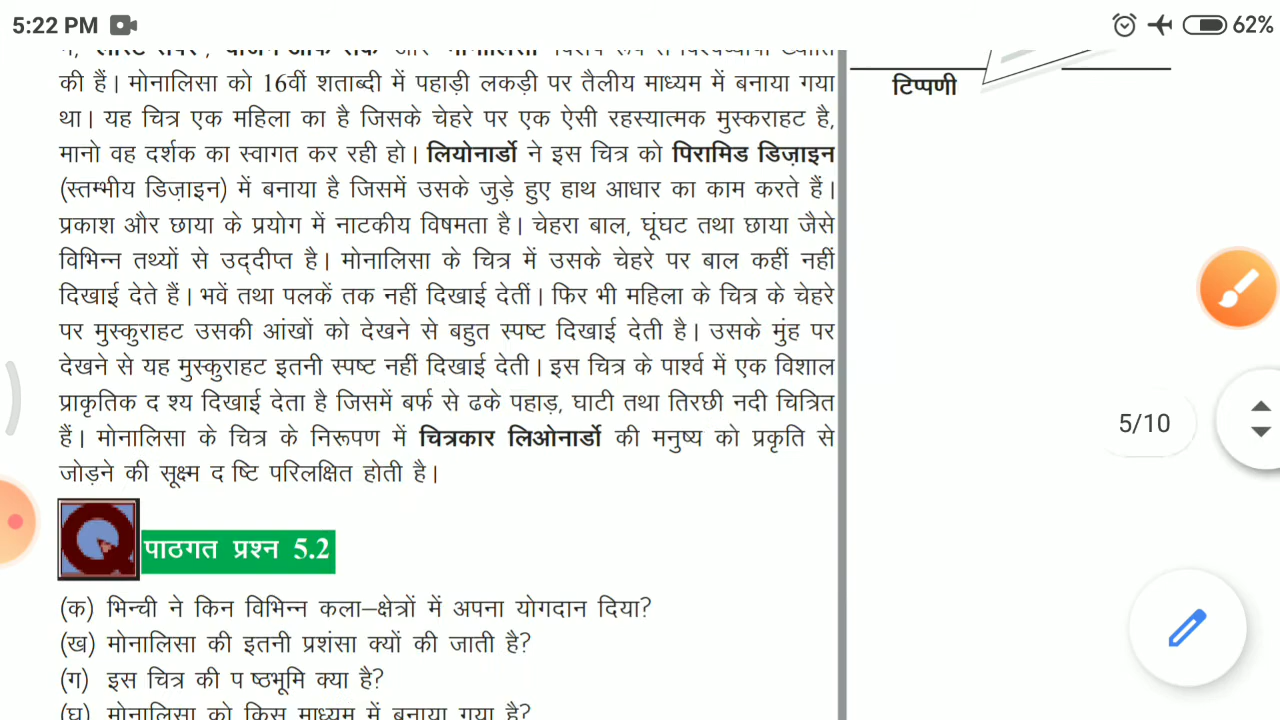 5:22 PM
62%
की हैं। मोनालिसा को 16वीं शताब्दी में पहाड़ी लकड़ी पर तैलीय माध्यम में बनाया गया
था। यह चित्र एक महिला का है जिसके चेहरे पर एक ऐसी रहस्यात्मक मुस्कराहट है,
मानो वह दर्शक का स्वागत कर रही हो। लियोनार्डो ने इस चित्र को पिरामिड डिज़ाइन
(स्तम्भीय डिज़ाइन) में बनाया है जिसमें उसके जुड़े हुए हाथ आधार का काम करते हैं।
प्रकाश और छाया के प्रयोग में नाटकीय विषमता है। चेहरा बाल, घूंघट तथा छाया जैसे
विभिन्न तथ्यों से उद्दीप्त है। मोनालिसा के चित्र में उसके चेहरे पर बाल कहीं नहीं
दिखाई देते हैं। भवें तथा पलकें तक नहीं दिखाई देतीं। फिर भी महिला के चित्र के चेहरे
पर मुस्कुराहट उसकी आंखों को देखने से बहुत स्पष्ट दिखाई देती है। उसके मुंह पर
देखने से यह मुस्कुराहट इतनी स्पष्ट नहीं दिखाई देती। इस चित्र के पार्श्व में एक विशाल
प्राकृतिक द श्य दिखाई देता है जिसमें बर्फ से ढके पहाड़, घाटी तथा तिरछी नदी चित्रित
हैं। मोनालिसा के चित्र के निरूपण में चित्रकार लिओनार्डो की मनुष्य को प्रकृति से
जोड़ने की सूक्ष्म द ष्टि परिलक्षित होती है।
टिप्पणी
5/10
पाठगत प्रश्न 5.2
(क) भिन्ची ने किन विभिन्न कला–क्षेत्रों में अपना योगदान दिया?
(ख) मोनालिसा की इतनी प्रशंसा क्यों की जाती है?
(ग) इस चित्र की प ष्ठभूमि क्या है?
(घ) मोनालिसा को किस माध्यम में बनाया गया है?